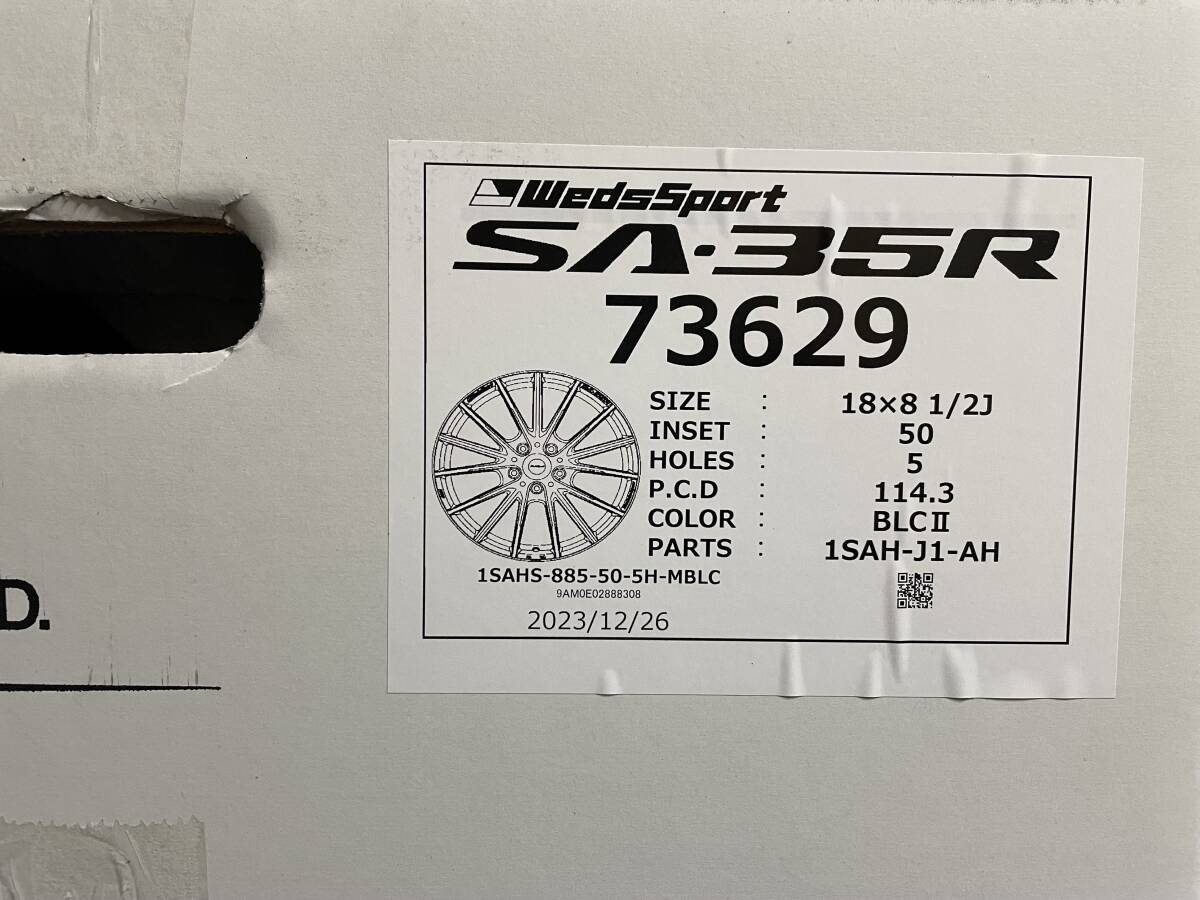 WedsSport
SA-35R
73629
SIZE : 18×8 1/2J
INSET : 50
HOLES : 5
P.C.D : 114.3
COLOR : BLCⅡ
PARTS : 1SAH-J1-AH
1SAHS-885-50-5H-MBLC
9AM0E02888308
2023/12/26
D.